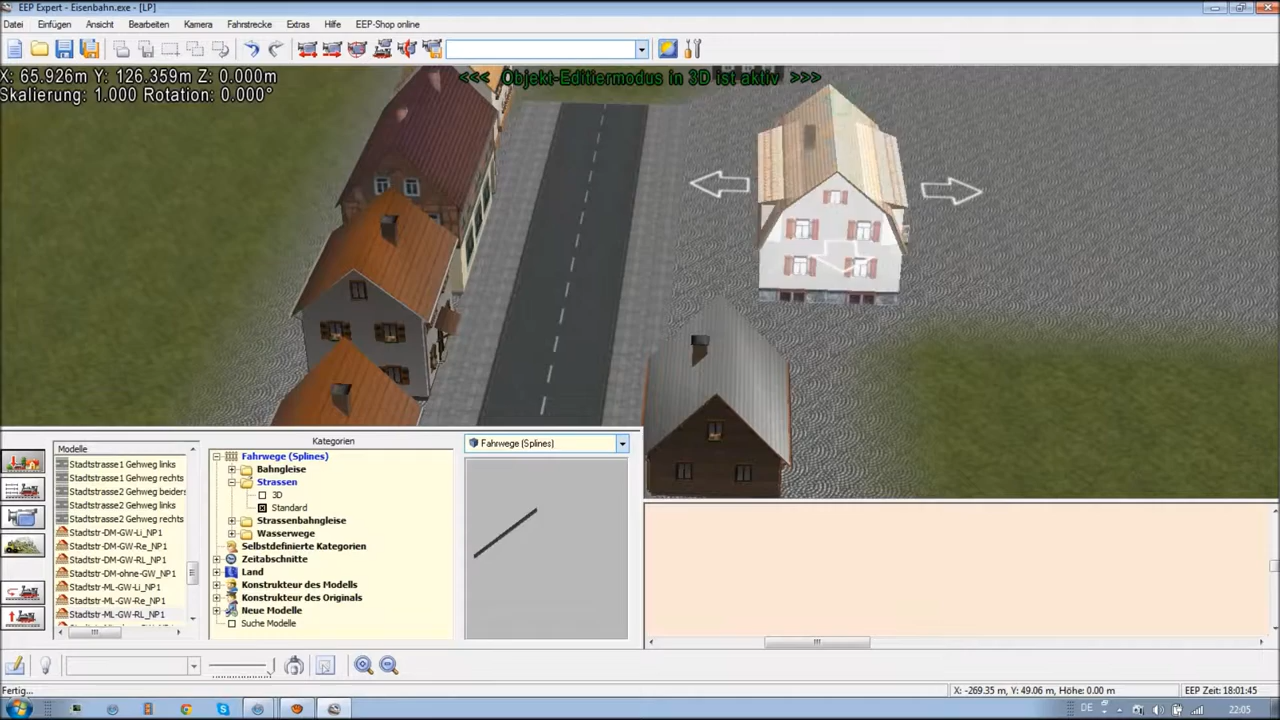 EEP Expert - Eisenbahn.exe - [LP]
Datei Einfügen Ansicht Bearbeiten Kamera Fahrstrecke Extras Hilfe EEP-Shop online
X: 65.926m Y: 126.359m Z: 0.000m
<<< Objekt-Editiermodus in 3D ist aktiv >>>
Skalierung: 1.000 Rotation: 0.000°
Modelle
Stadtstrasse1 Gehweg links
Stadtstrasse1 Gehweg rechts
Stadtstrasse2 Gehweg beiders
Stadtstrasse2 Gehweg links
Stadtstrasse2 Gehweg rechts
Stadtstr-DM-GW-Li_NP1
Stadtstr-DM-GW-Re_NP1
Stadtstr-DM-GW-RL_NP1
Stadtstr-DM-ohne-GW_NP1
Stadtstr-ML-GW-Li_NP1
Stadtstr-ML-GW-Re_NP1
Stadtstr-ML-GW-RL_NP1
Kategorien
Fahrwege (Splines)
Bahngleise
Strassen
3D
Standard
Strassenbahngleise
Wasserwege
Selbstdefinierte Kategorien
Zeitabschnitte
Land
Konstrukteur des Modells
Konstrukteur des Originals
Neue Modelle
Suche Modelle
Fahrwege (Splines)
Fertig...
X: -269.35 m, Y: 49.06 m, Höhe: 0.00 m
EEP Zeit: 18:01:45
DE
22:05